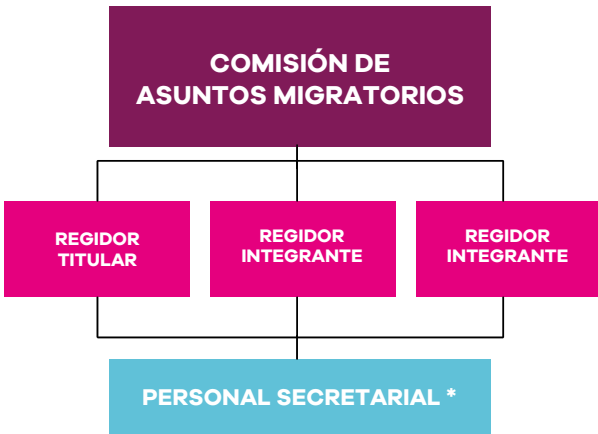 COMISIÓN DE
ASUNTOS MIGRATORIOS
REGIDOR
TITULAR
REGIDOR
INTEGRANTE
REGIDOR
INTEGRANTE
PERSONAL SECRETARIAL *